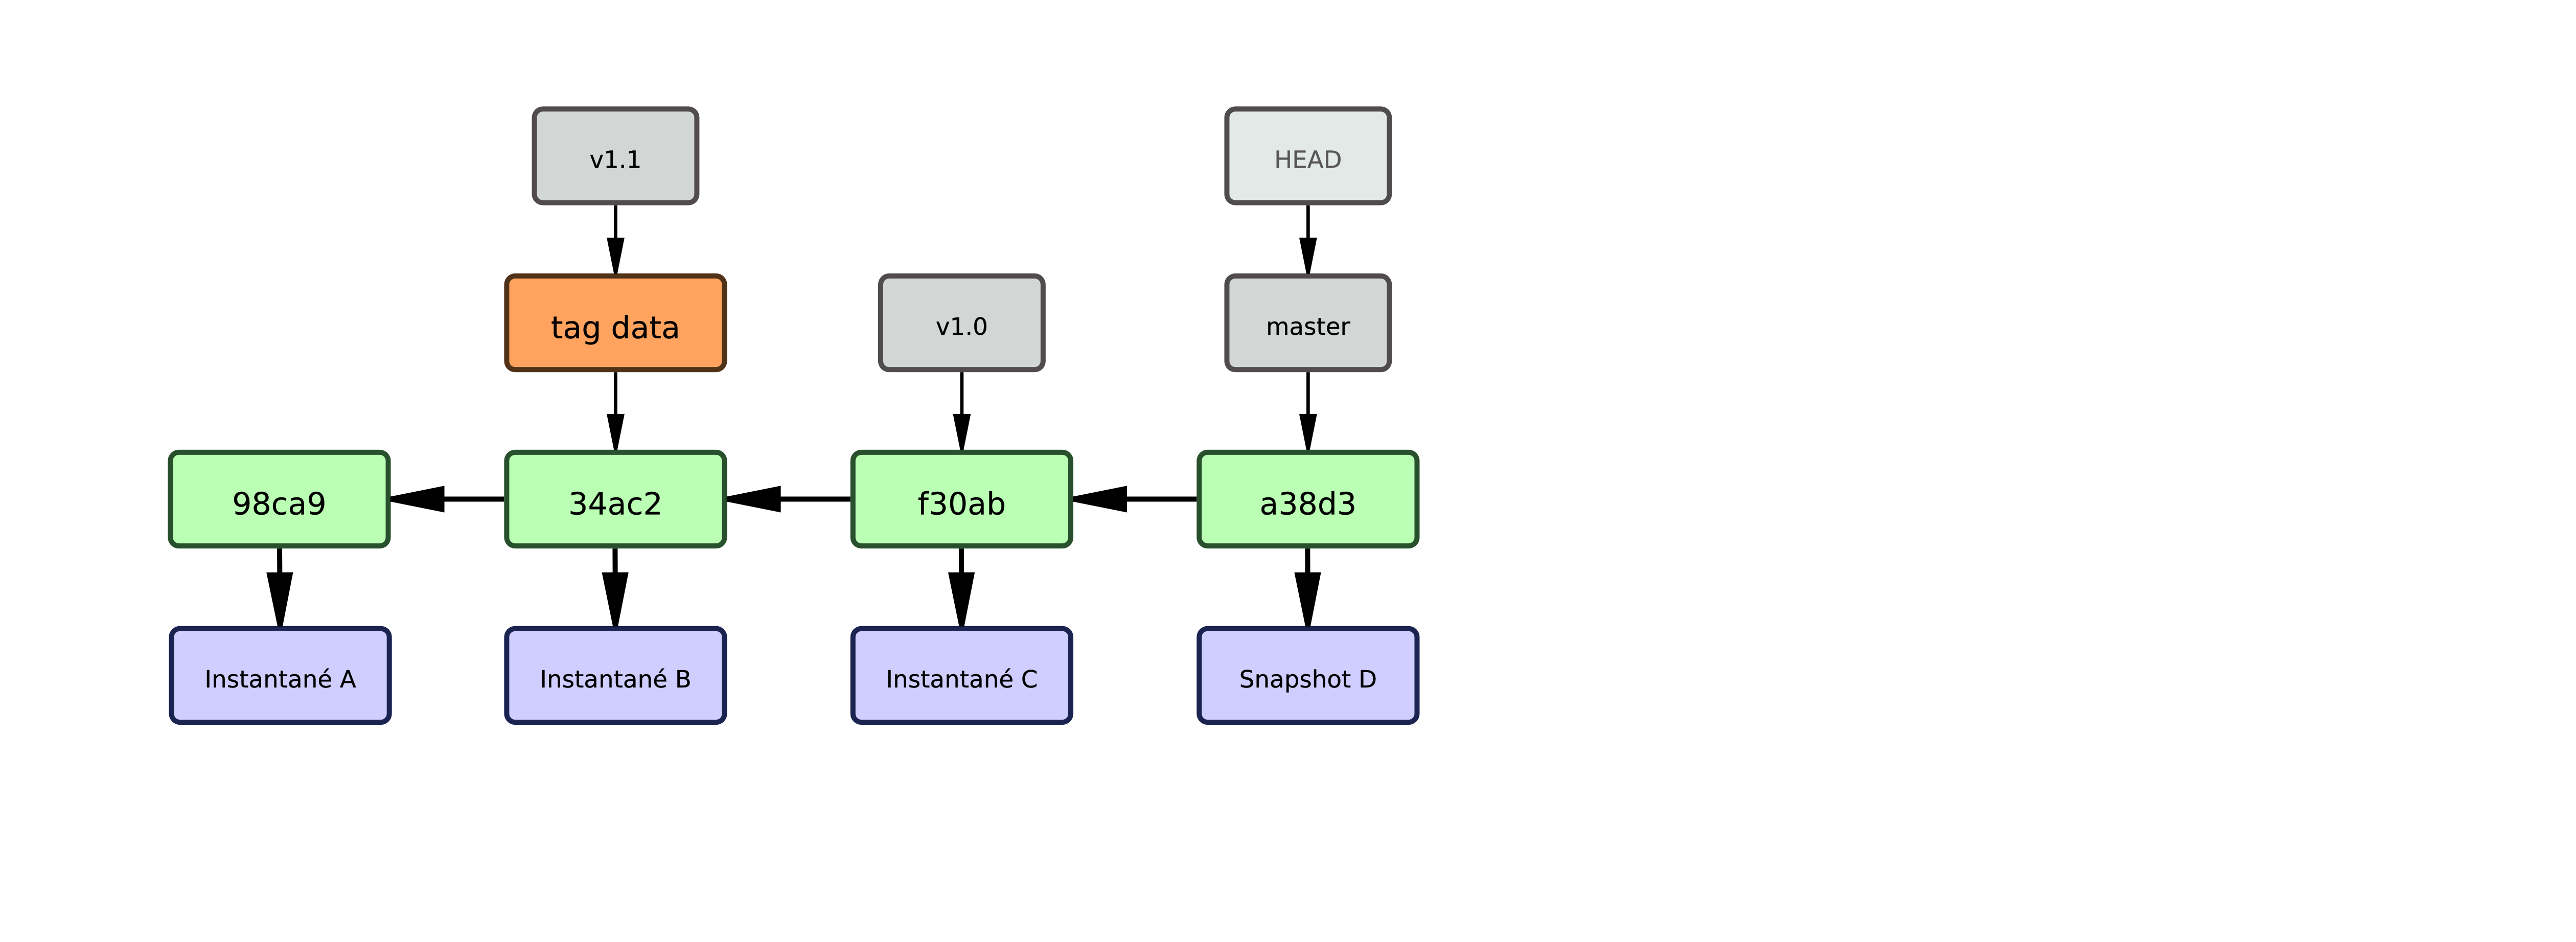 v1.1
HEAD
tag data
v1.0
master
98ca9
34ac2
f30ab
a38d3
Instantané A
Instantané B
Instantané C
Snapshot D